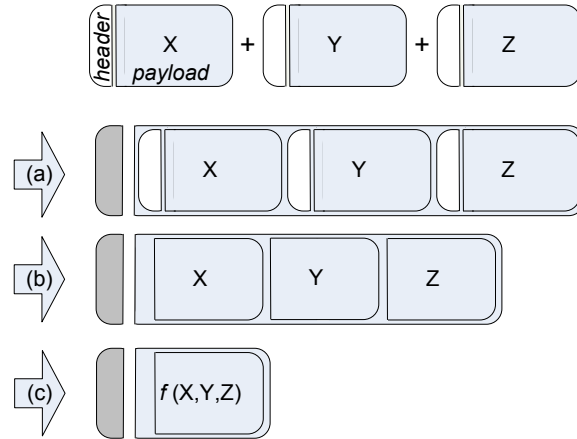 header X payload + Y + Z
(a) X Y Z
(b) X Y Z
(c) f (X,Y,Z)